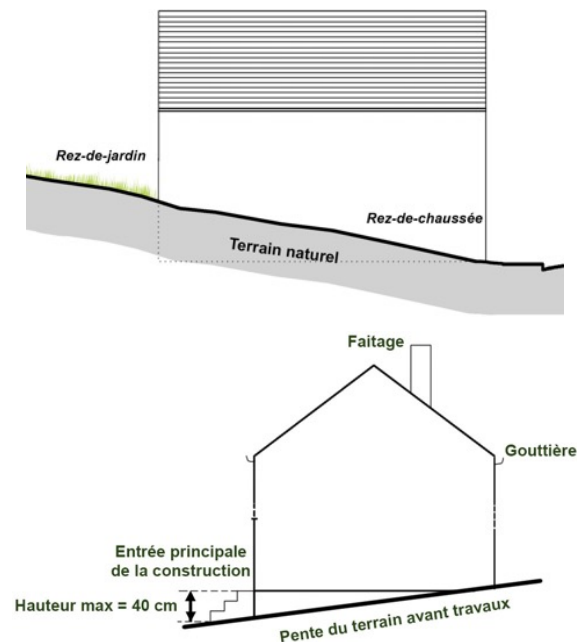 Rez-de-jardin
Rez-de-chaussée
Terrain naturel
Faitage
Gouttière
Entrée principale
de la construction
Hauteur max = 40 cm
Pente du terrain avant travaux